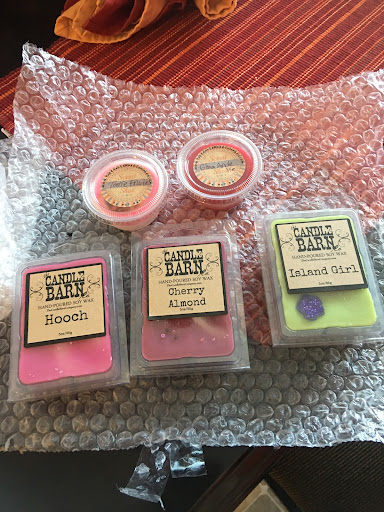 CANDLE
BARN
HAND-POURED SOY WAX
Hooch
CANDLE
BARN
HAND-POURED SOY WAX
Cherry
Almond
CANDLE
BARN
HAND-POURED SOY WAX
Island Girl